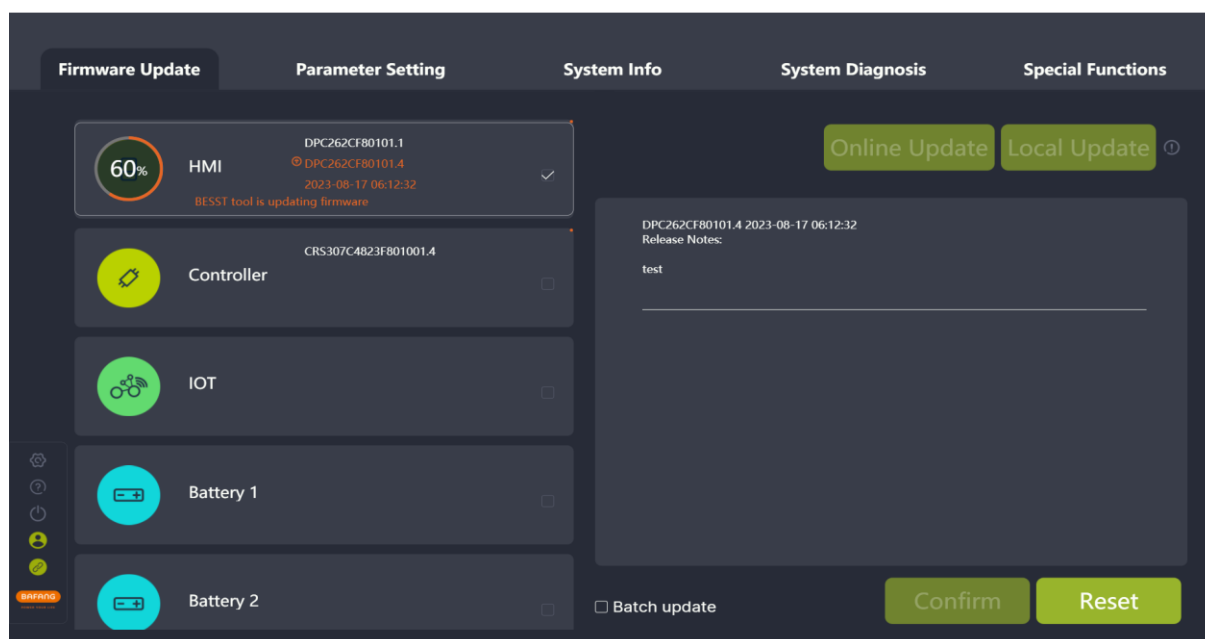 Firmware Update Parameter Setting System Info System Diagnosis Special Functions
60%
HMI
DPC262CF80101.1
DPC262CF80101.4
2023-08-17 06:12:32
BESST tool is updating firmware
Online Update Local Update
DPC262CF80101.4 2023-08-17 06:12:32
Release Notes:
test
Controller
CRS307C4823F801001.4
IOT
Battery 1
Battery 2
BAFANG
Batch update
Confirm Reset